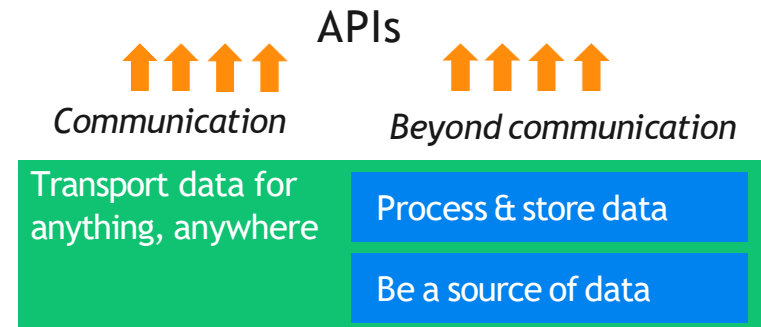 APIs
Communication
Beyond communication
Transport data for
anything, anywhere
Process & store data
Be a source of data